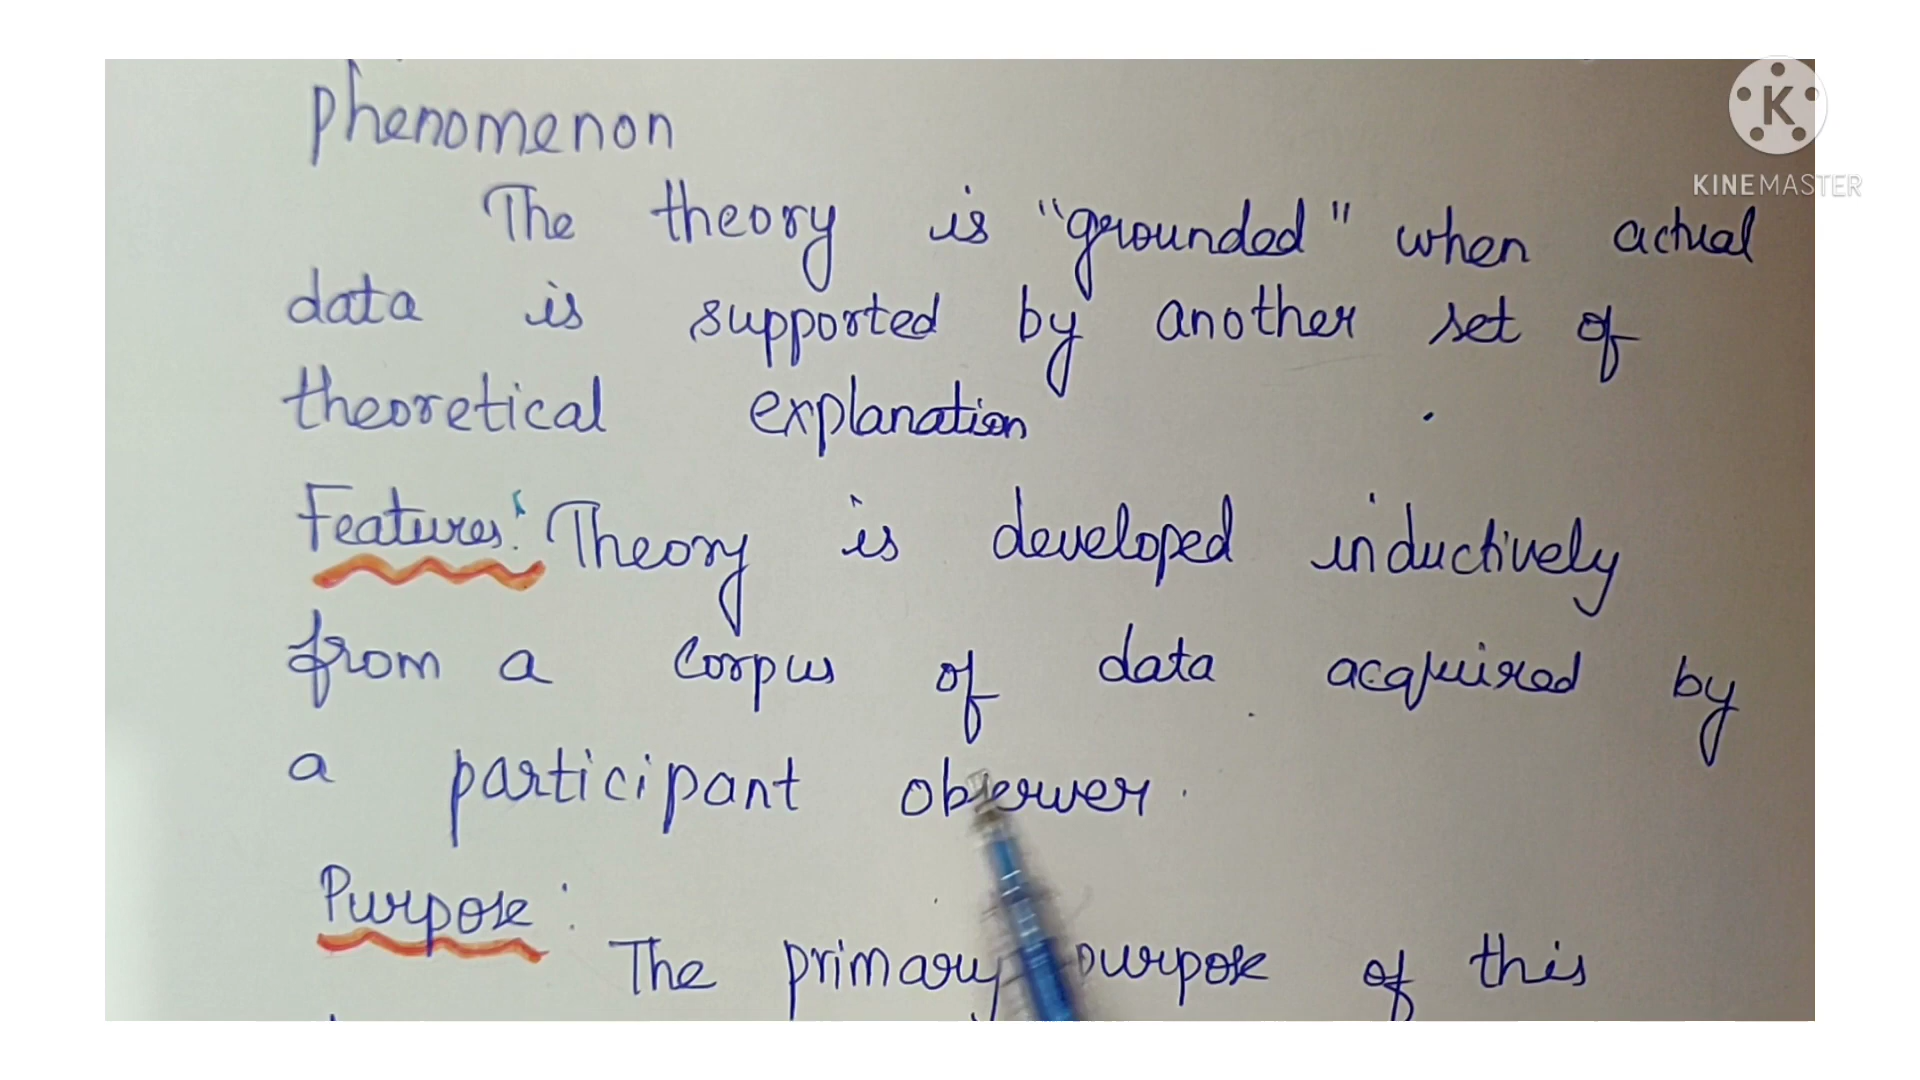 phenomenon
The theory is "grounded" when actual
data is supported by another set of
theoretical explanation
Features: Theory is developed inductively
from a corpus of data acquired by
a participant observer.
Purpose:
The primary purpose of this
KINEMASTER